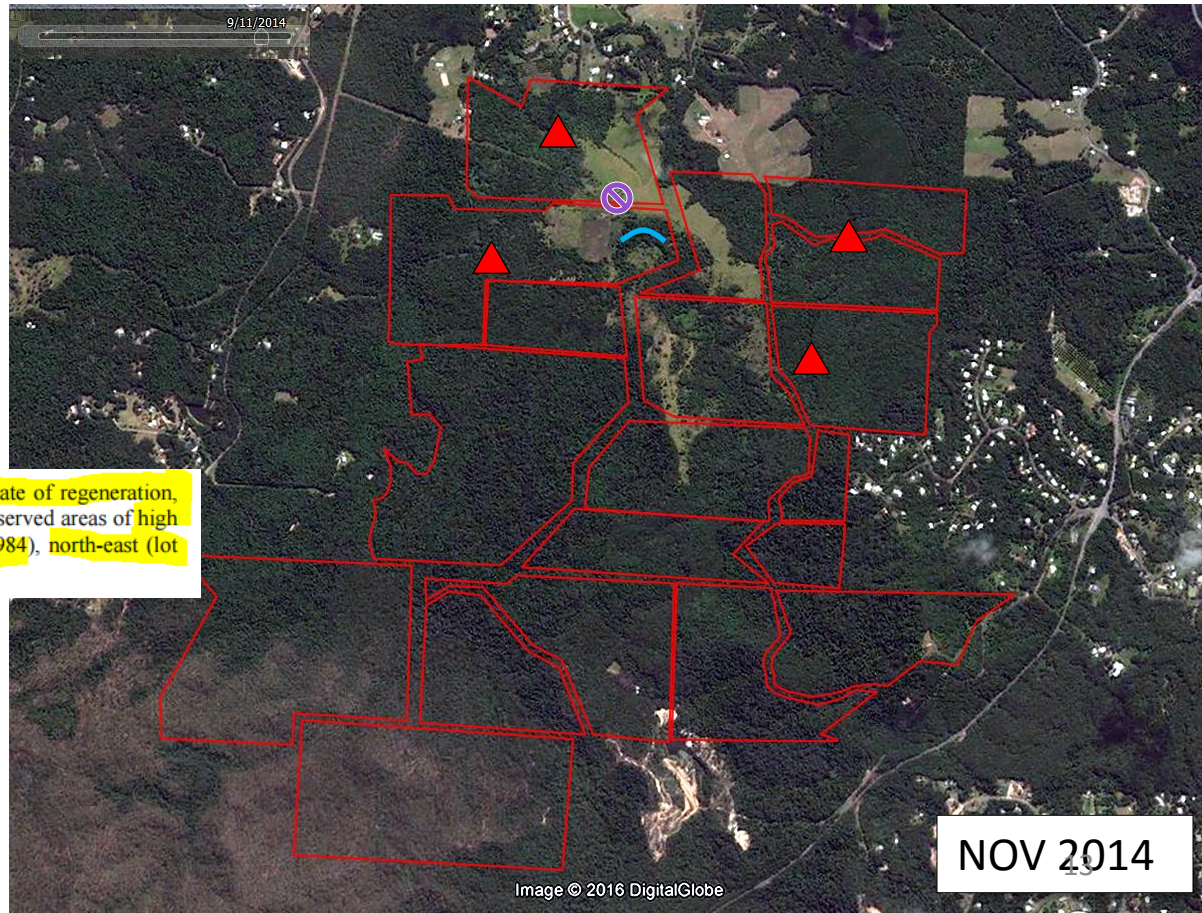 9/11/2014
ate of regeneration,
served areas of high
984), north-east (lot
NOV 2014
13
Image © 2016 DigitalGlobe